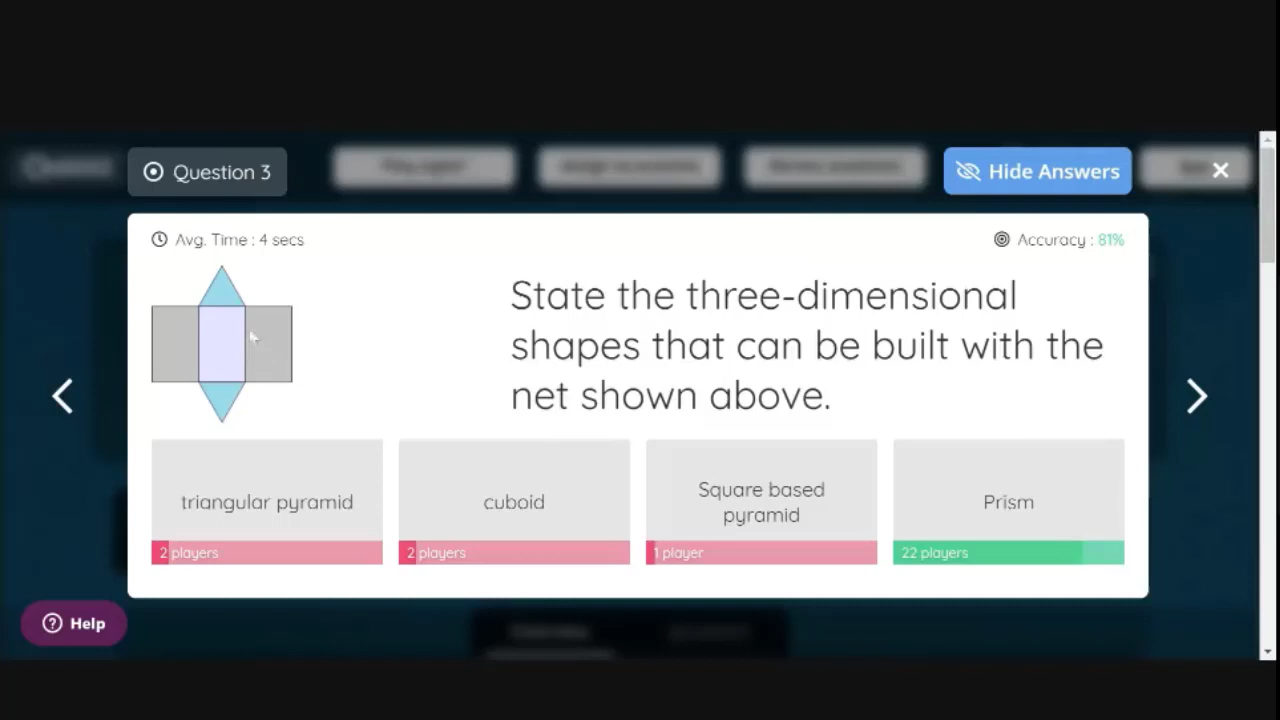 Question 3
Hide Answers
Avg. Time : 4 secs
Accuracy : 81%
State the three-dimensional
shapes that can be built with the
net shown above.
triangular pyramid
cuboid
Square based
pyramid
Prism
2 players
2 players
1 player
22 players
Help